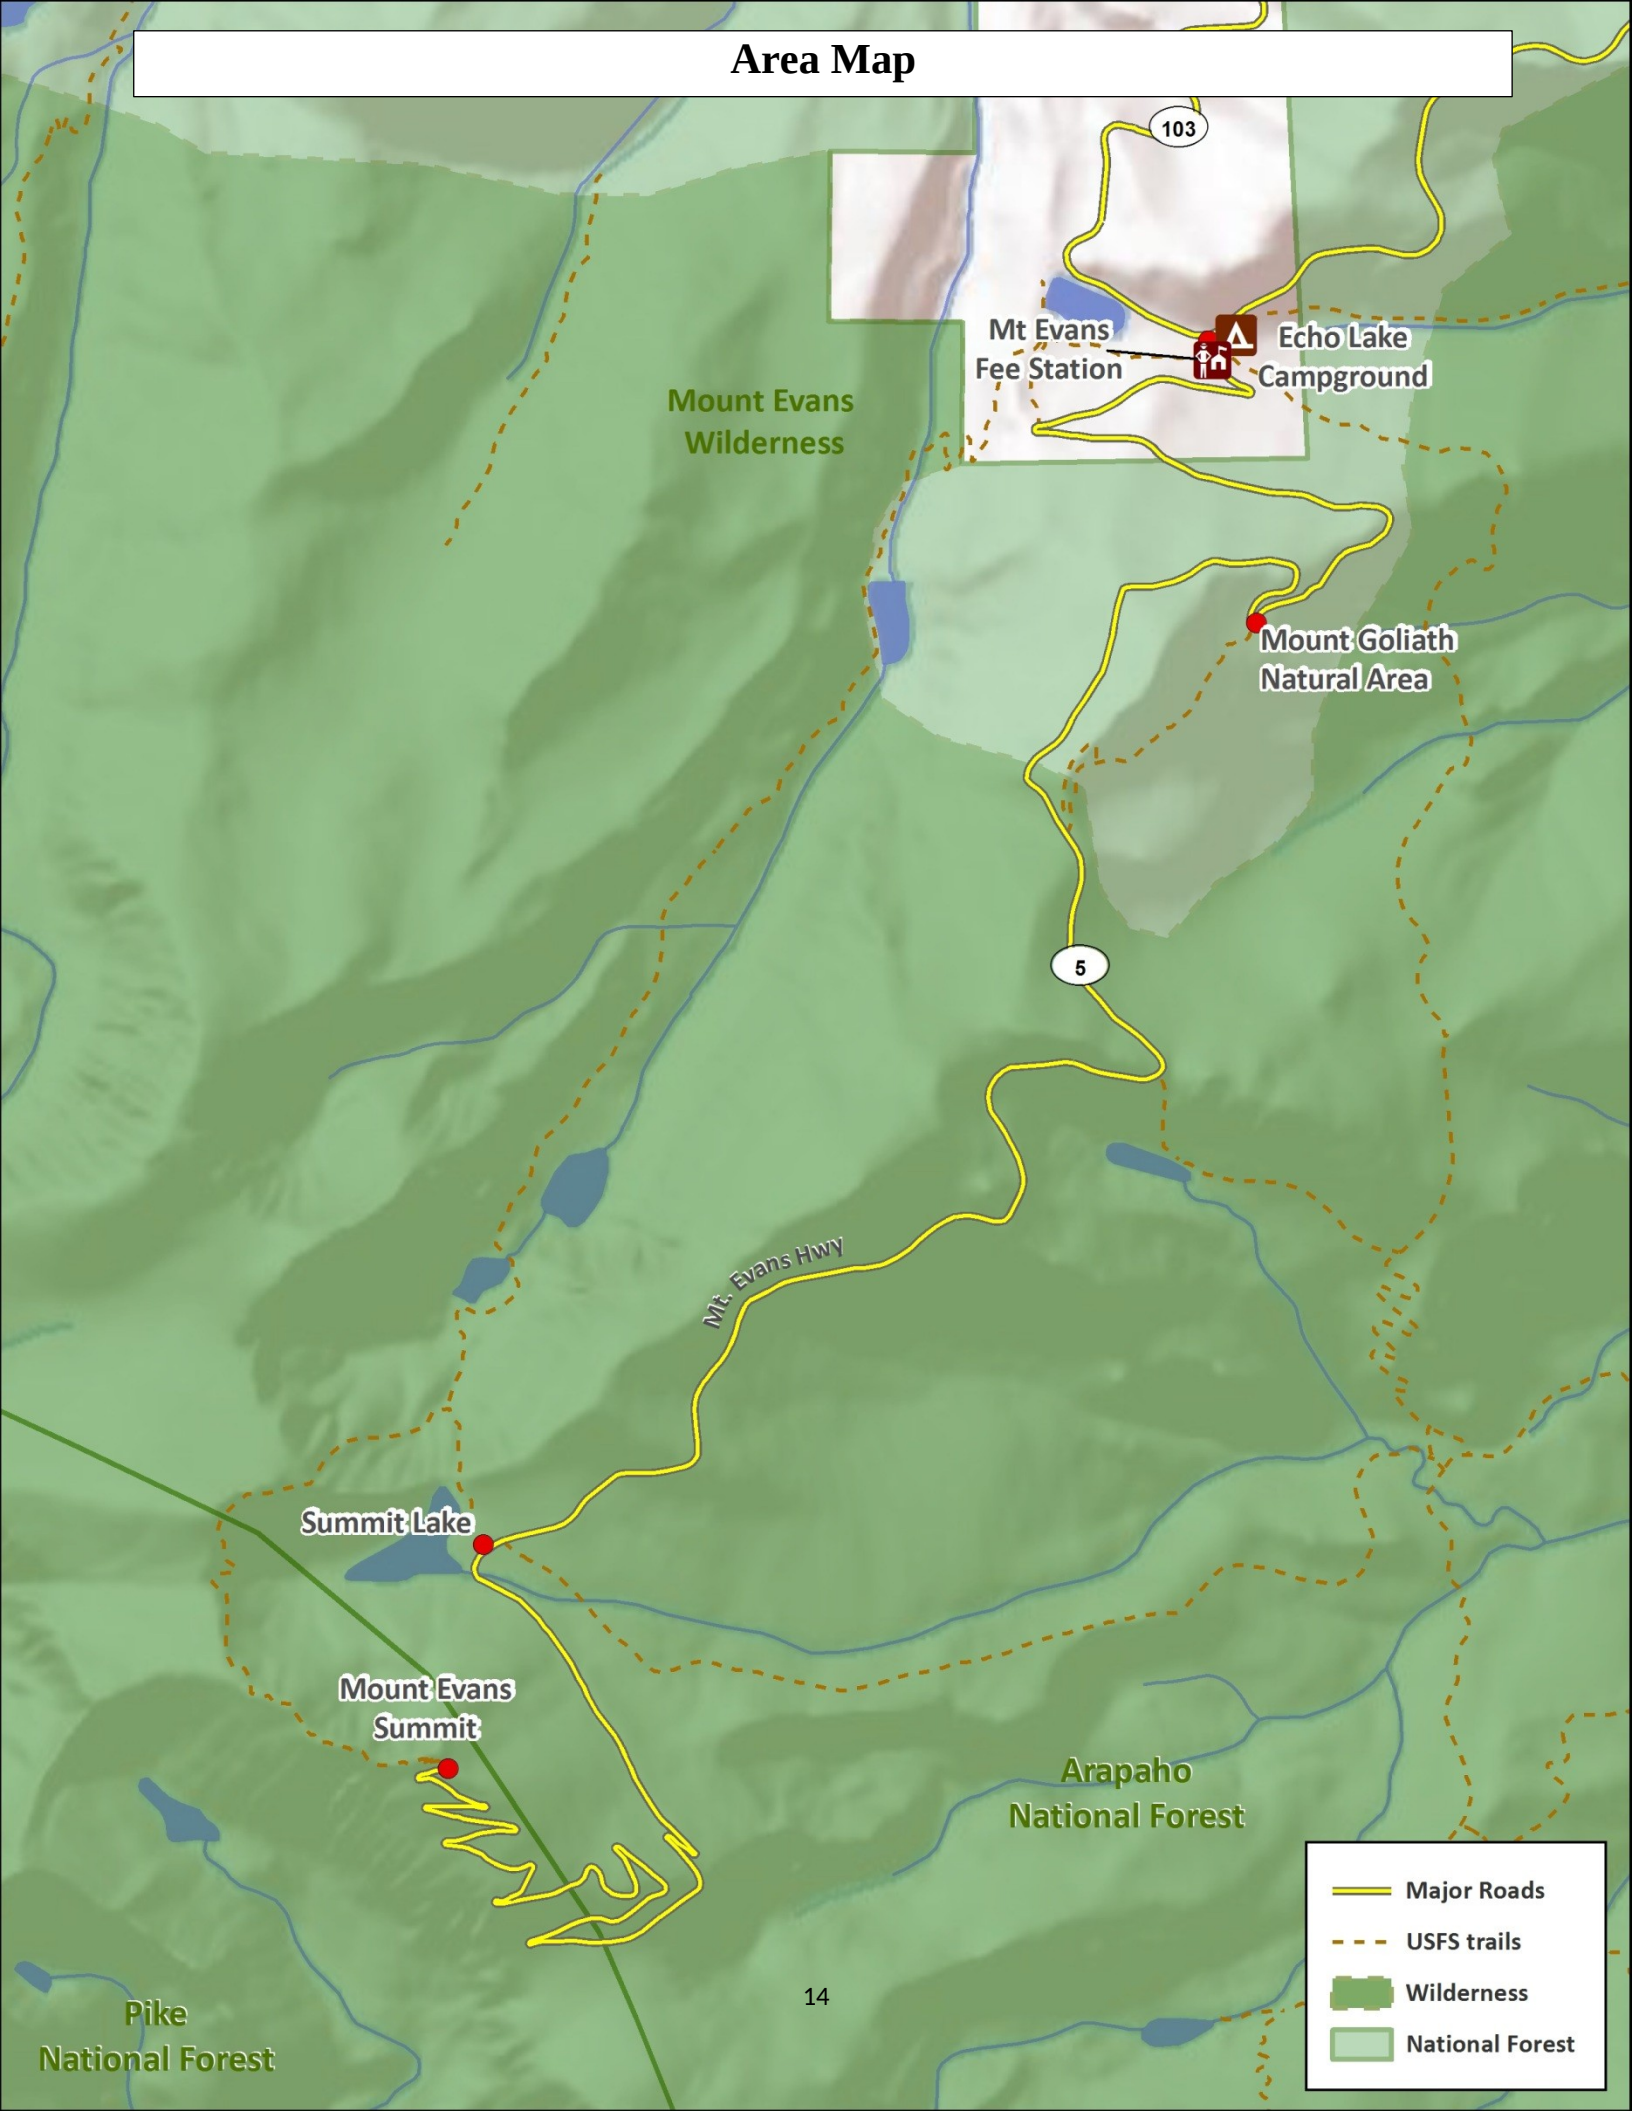 Area Map
103
Mt Evans
Fee Station
Echo Lake
Campground
Mount Evans
Wilderness
Mount Goliath
Natural Area
5
Mt. Evans Hwy
Summit Lake
Mount Evans
Summit
Arapaho
National Forest
Major Roads
USFS trails
Wilderness
National Forest
14
Pike
National Forest